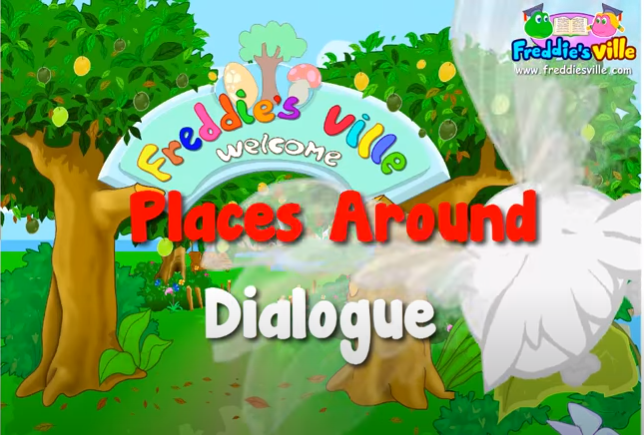 Freddie's Ville
www.freddiesville.com
Freddie's Ville
welcome
Places Around
Dialogue